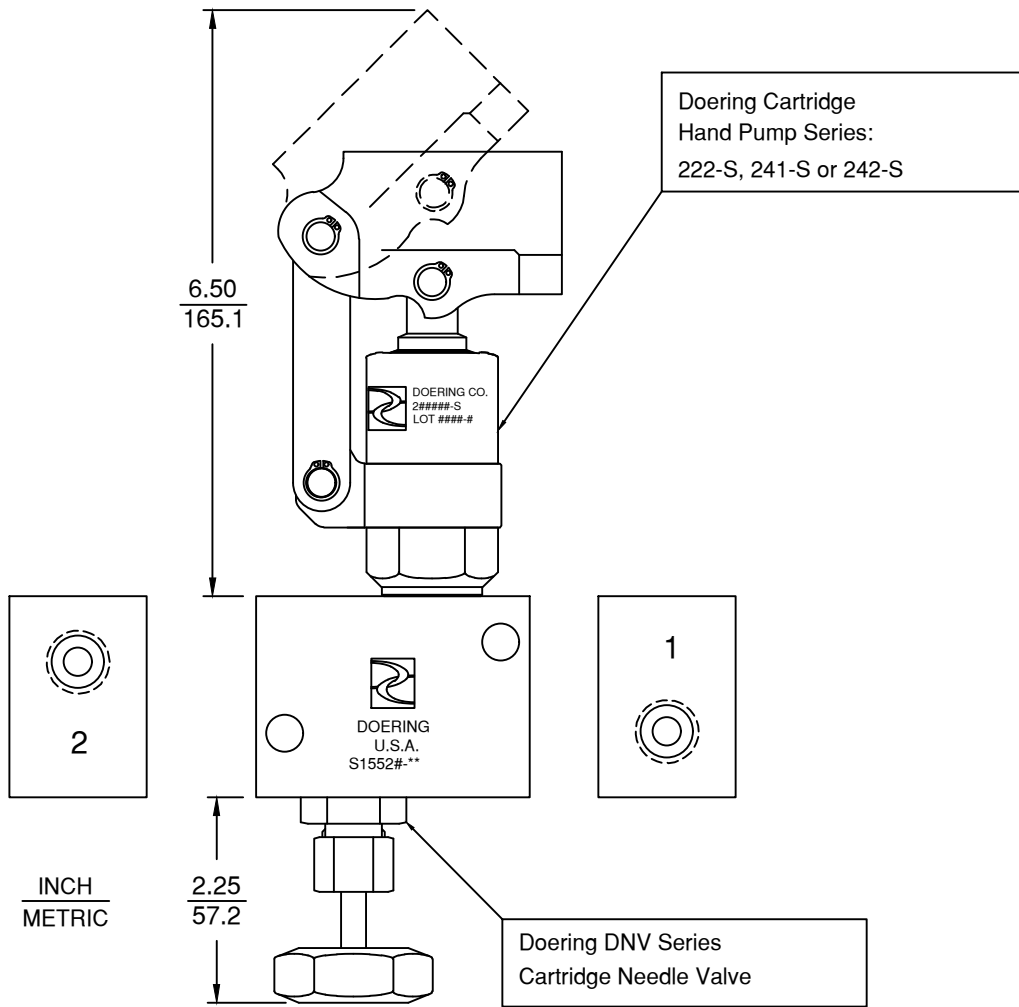 Doering Cartridge
Hand Pump Series:
222-S, 241-S or 242-S
6.50
165.1
DOERING CO.
2#####-S
LOT ####-#
1
2
DOERING
U.S.A.
S1552#-**
INCH
METRIC
2.25
57.2
Doering DNV Series
Cartridge Needle Valve